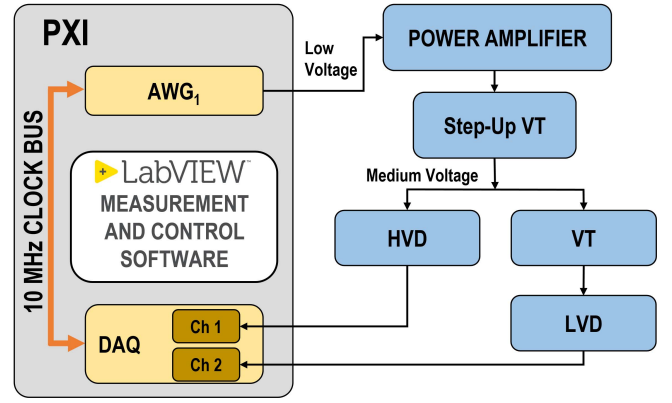 PXI
POWER AMPLIFIER
Low
Voltage
AWG₁
Step-Up VT
10 MHz CLOCK BUS
LabVIEW™
MEASUREMENT
AND CONTROL
SOFTWARE
Medium Voltage
HVD
VT
DAQ
Ch 1
Ch 2
LVD